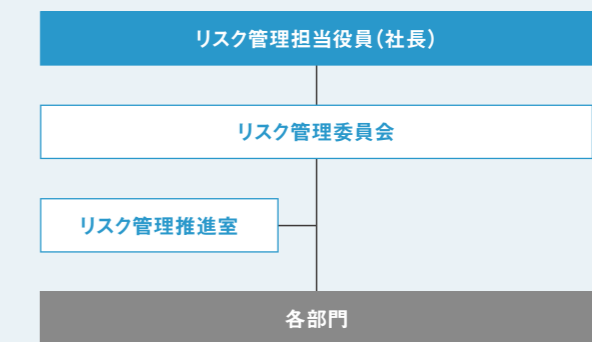 リスク管理担当役員（社長）
リスク管理委員会
リスク管理推進室
各部門